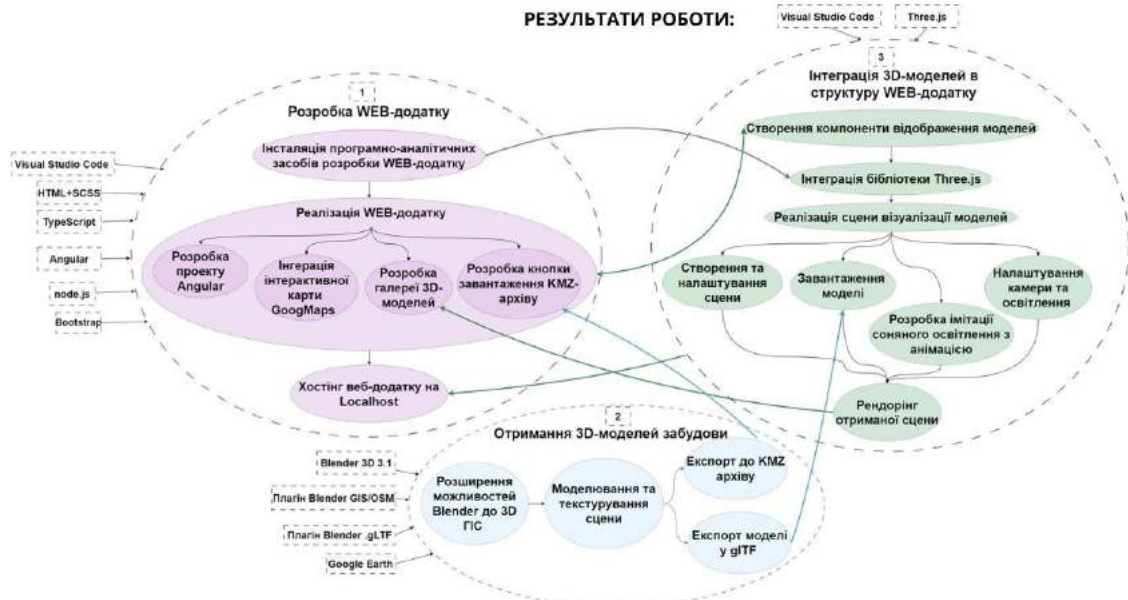 РЕЗУЛЬТАТИ РОБОТИ:
Visual Studio Code
Three.js
1
Розробка WEB-додатку
Інсталяція програмно-аналітичних
засобів розробки WEB-додатку
Реалізація WEB-додатку
Розробка
проекту
Angular
Інгерація
інтерактивної
карти
GoogMaps
Розробка
галереї 3D-
моделей
Розробка кнопки
завантаження KMZ-
архіву
Хостінг веб-додатку на
Localhost
Visual Studio Code
HTML+SCSS
TypeScript
Angular
node.js
Bootstrap
3
Інтеграція 3D-моделей в
структуру WEB-додатку
Створення компоненти відображення моделей
Інтеграція бібліотеки Three.js
Реалізація сцени візуалізації моделей
Створення та
налаштування
сцени
Завантаження
моделі
Налаштування
камери та
освітлення
Розробка імітації
соняного освітлення з
анімацією
Рендорінг
отриманої сцени
2
Отримання 3D-моделей забудови
Blender 3D 3.1
Плагін Blender GIS/OSM
Плагін Blender .gLTF
Google Earth
Розширення
можливостей
Blender до 3D
ГІС
Моделювання та
текстурування
сцени
Експорт до KMZ
архіву
Експорт моделі
у glTF